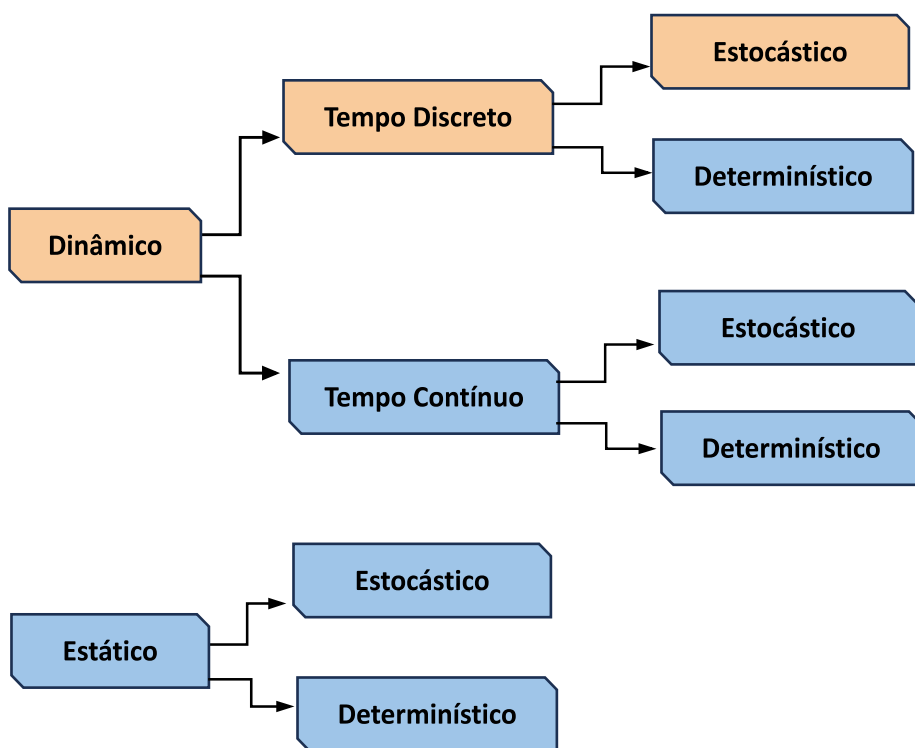 Estocástico
Tempo Discreto
Determinístico
Dinâmico
Estocástico
Tempo Contínuo
Determinístico
Estocástico
Estático
Determinístico